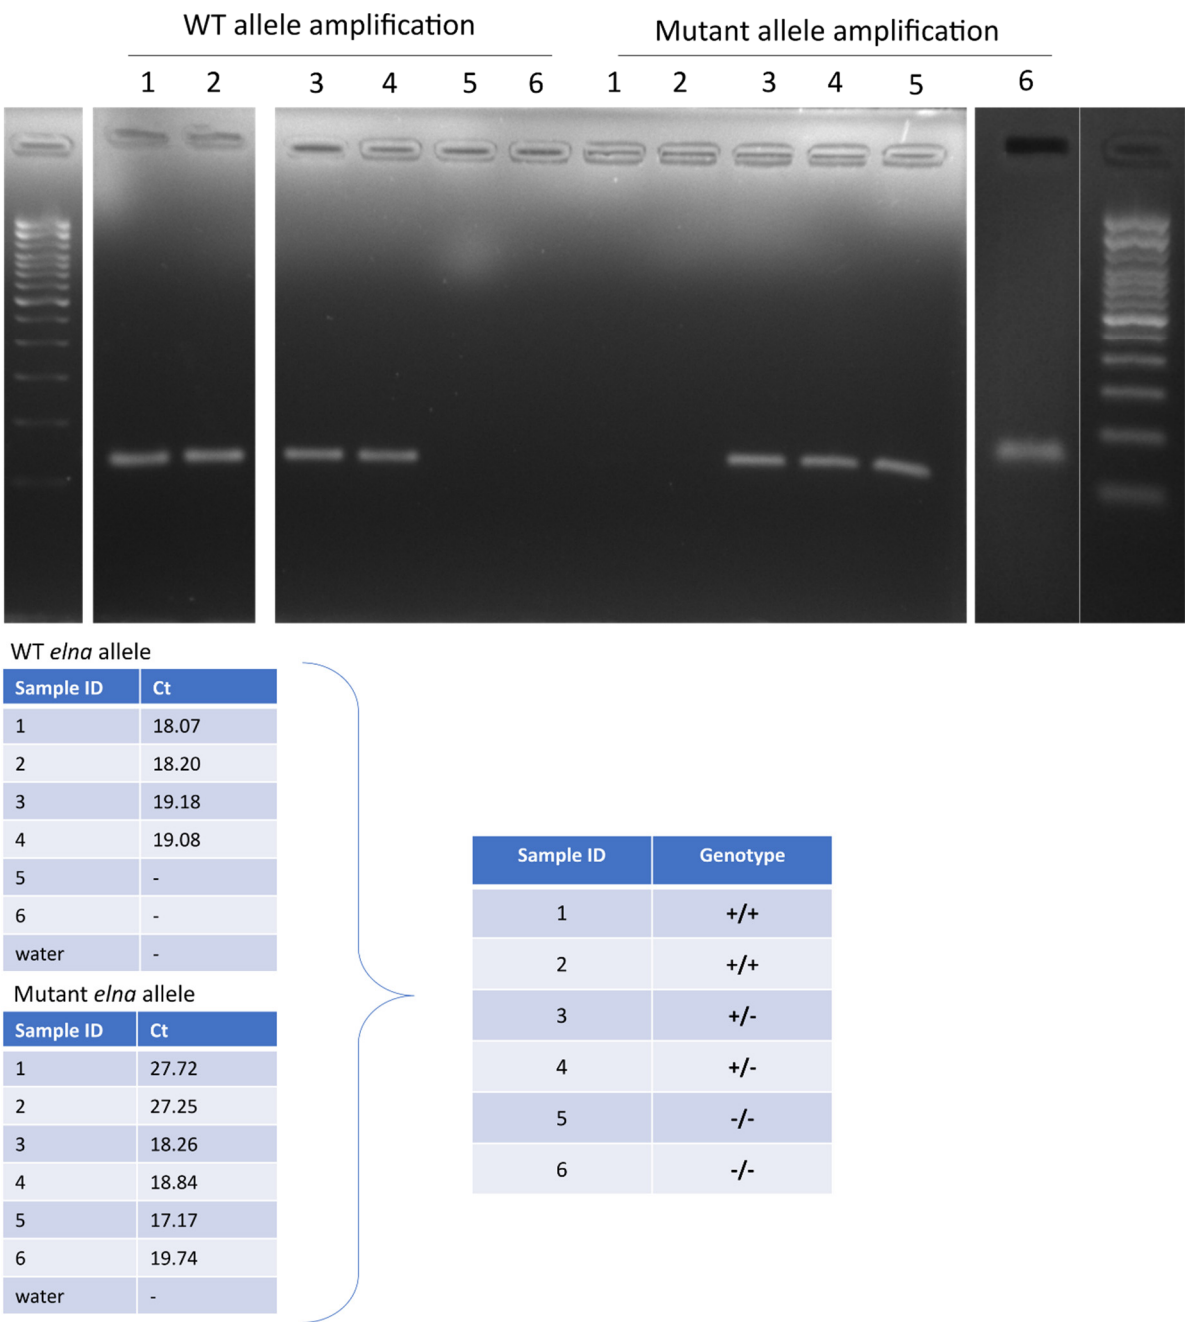 WT allele amplification
Mutant allele amplification
1 2 3 4 5 6 1 2 3 4 5 6
WT elna allele
Sample ID Ct
1 18.07
2 18.20
3 19.18
4 19.08
5 -
6 -
water -
Mutant elna allele
Sample ID Ct
1 27.72
2 27.25
3 18.26
4 18.84
5 17.17
6 19.74
water -
Sample ID Genotype
1 +/+
2 +/+
3 +/-
4 +/-
5 -/-
6 -/-